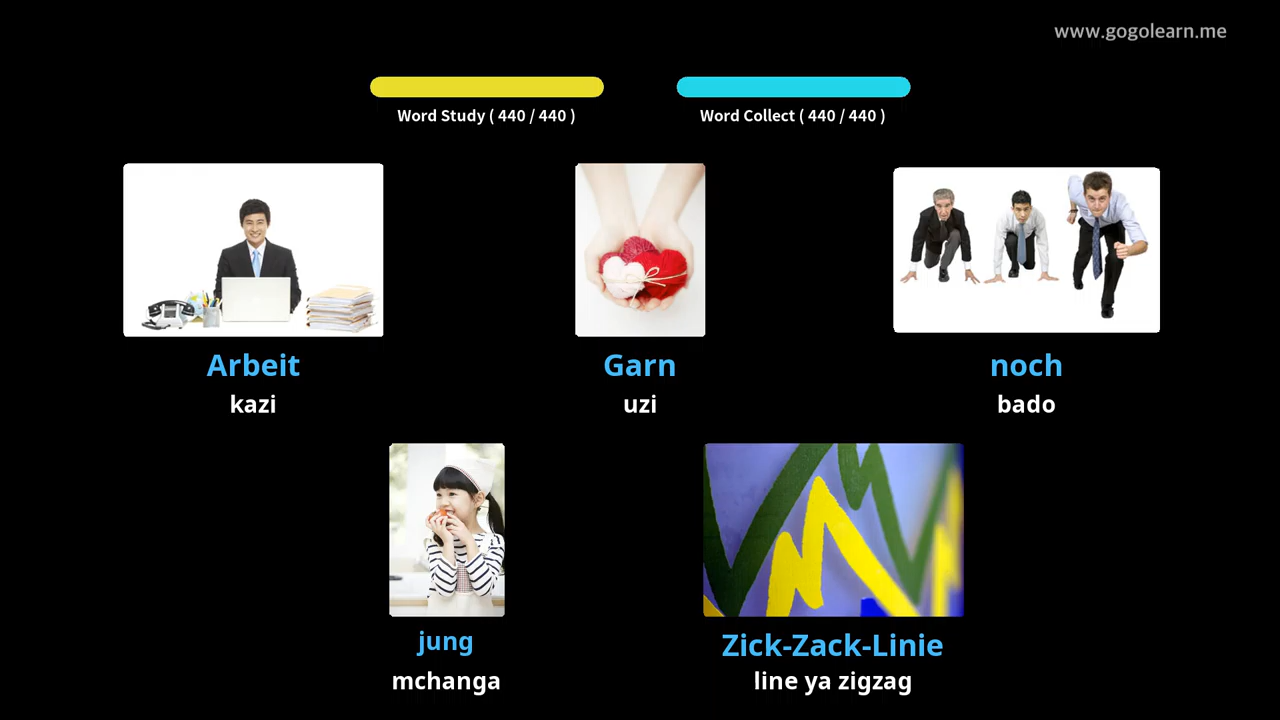 www.gogolearn.me
Word Study ( 440 / 440 )
Word Collect ( 440 / 440 )
Arbeit
kazi
Garn
uzi
noch
bado
jung
mchanga
Zick-Zack-Linie
line ya zigzag